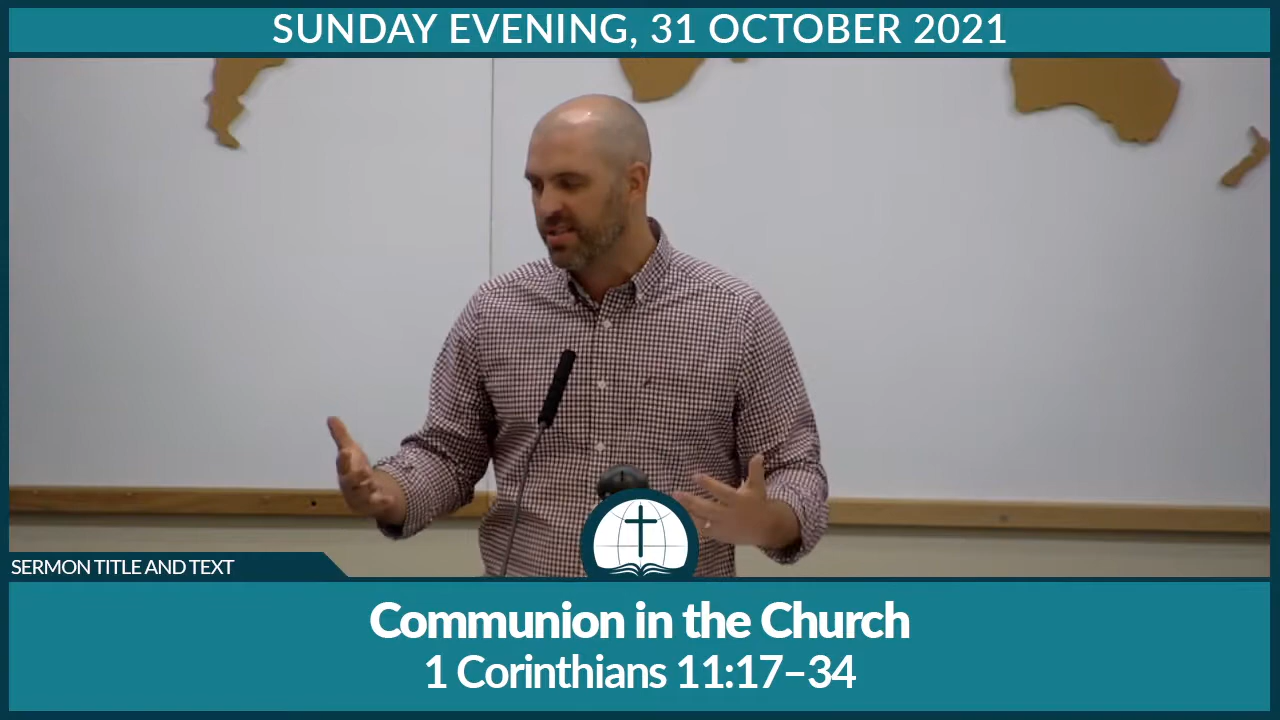 SUNDAY EVENING, 31 OCTOBER 2021
SERMON TITLE AND TEXT
Communion in the Church
1 Corinthians 11:17–34